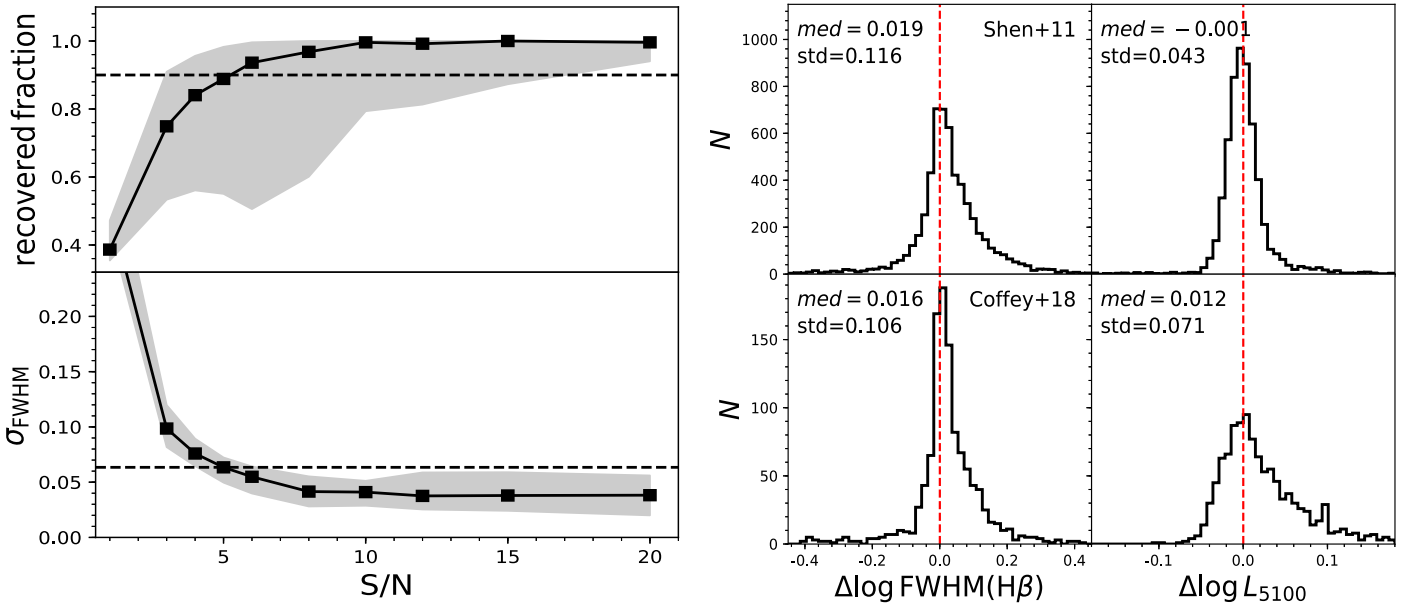 recovered fraction
1.0
0.8
0.6
0.4
σFWHM
0.20
0.15
0.10
0.05
0.00
5
10
15
20
S/N
N
1000
800
600
400
200
0
med = 0.019
std=0.116
Shen+11
med = −0.001
std=0.043
N
150
100
50
0
med = 0.016
std=0.106
Coffey+18
med = 0.012
std=0.071
−0.4
−0.2
0.0
0.2
0.4
−0.1
0.0
0.1
Δlog FWHM(Hβ)
Δlog L5100